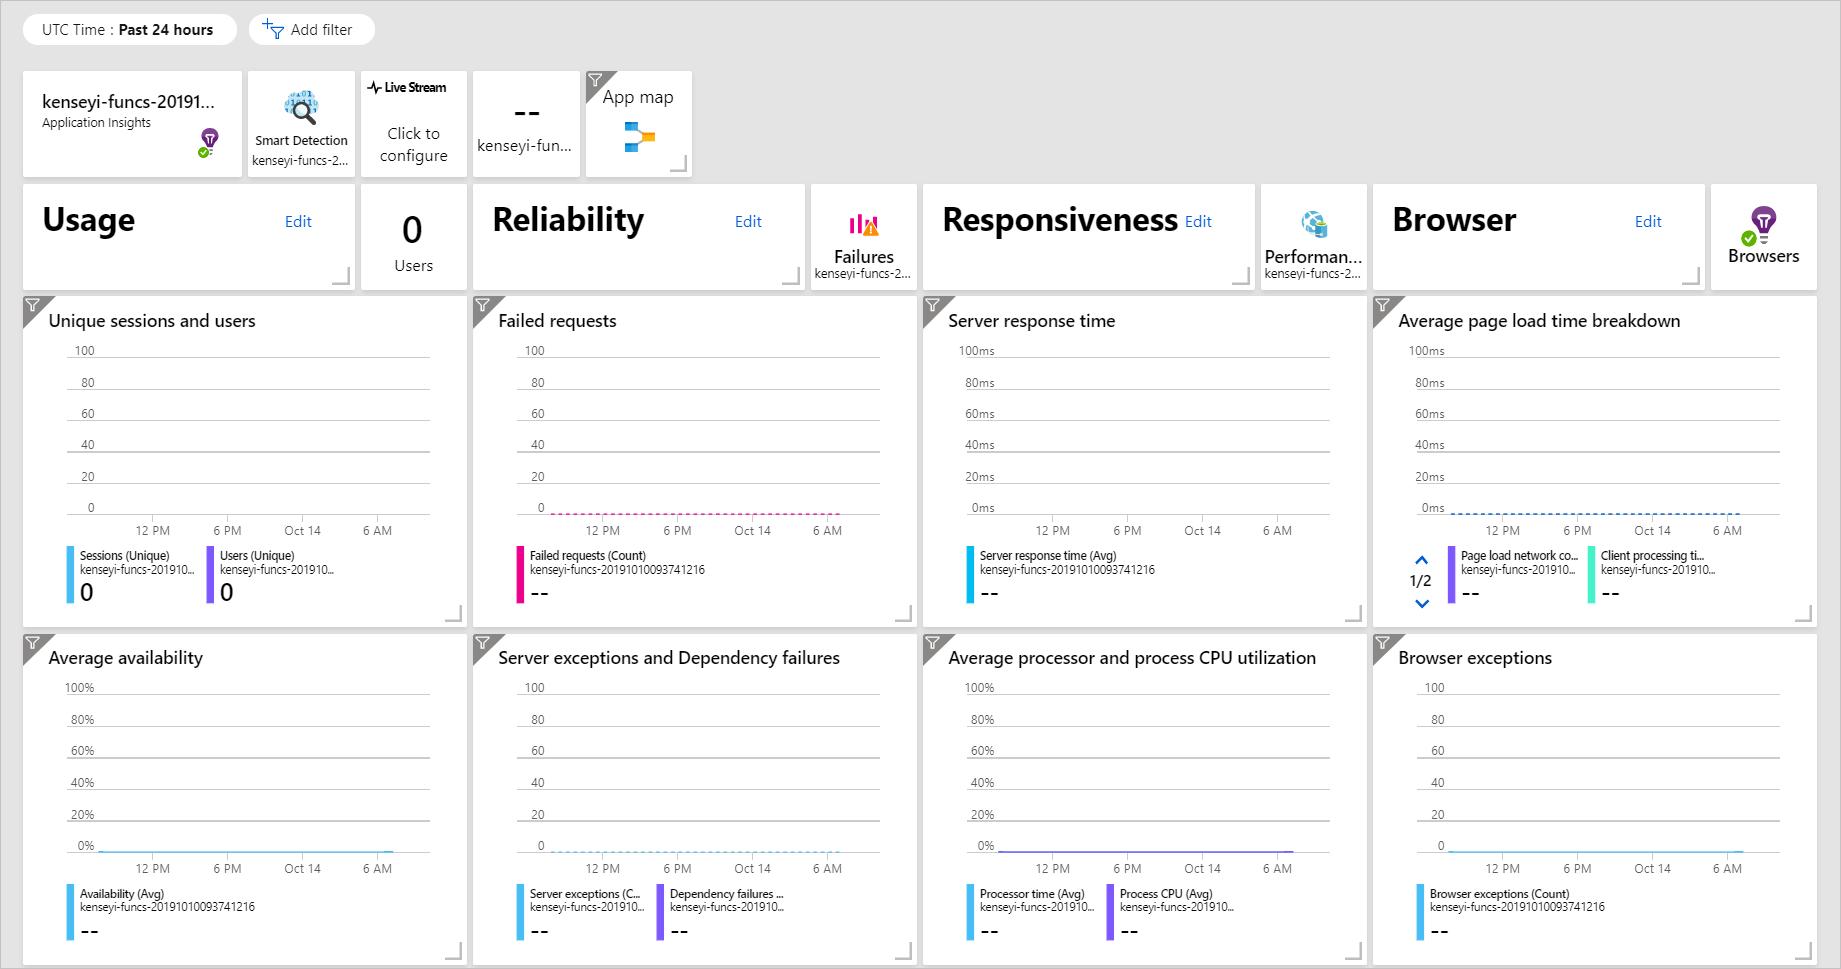 UTC Time : Past 24 hours
Add filter
kenseyi-funcs-20191...
Application Insights
Smart Detection
kenseyi-funcs-2...
Live Stream
Click to
configure
--
kenseyi-fun...
App map
Usage
Edit
0
Users
Reliability
Edit
Failures
kenseyi-funcs-2...
Responsiveness
Edit
Performan...
kenseyi-funcs-2...
Browser
Edit
Browsers
Unique sessions and users
100
80
60
40
20
0
12 PM
6 PM
Oct 14
6 AM
Sessions (Unique)
kenseyi-funcs-201910...
0
Users (Unique)
kenseyi-funcs-201910...
0
Failed requests
100
80
60
40
20
0
12 PM
6 PM
Oct 14
6 AM
Failed requests (Count)
kenseyi-funcs-20191010093741216
--
Server response time
100ms
80ms
60ms
40ms
20ms
0ms
12 PM
6 PM
Oct 14
6 AM
Server response time (Avg)
kenseyi-funcs-20191010093741216
--
Average page load time breakdown
100ms
80ms
60ms
40ms
20ms
0ms
12 PM
6 PM
Oct 14
6 AM
1/2
Page load network co...
kenseyi-funcs-201910...
--
Client processing ti...
kenseyi-funcs-201910...
--
Average availability
100%
80%
60%
40%
20%
0%
12 PM
6 PM
Oct 14
6 AM
Availability (Avg)
kenseyi-funcs-20191010093741216
--
Server exceptions and Dependency failures
100
80
60
40
20
0
12 PM
6 PM
Oct 14
6 AM
Server exceptions (C...
kenseyi-funcs-201910...
--
Dependency failures ...
kenseyi-funcs-201910...
--
Average processor and process CPU utilization
100%
80%
60%
40%
20%
0%
12 PM
6 PM
Oct 14
6 AM
Processor time (Avg)
kenseyi-funcs-201910...
--
Process CPU (Avg)
kenseyi-funcs-201910...
--
Browser exceptions
100
80
60
40
20
0
12 PM
6 PM
Oct 14
6 AM
Browser exceptions (Count)
kenseyi-funcs-20191010093741216
--